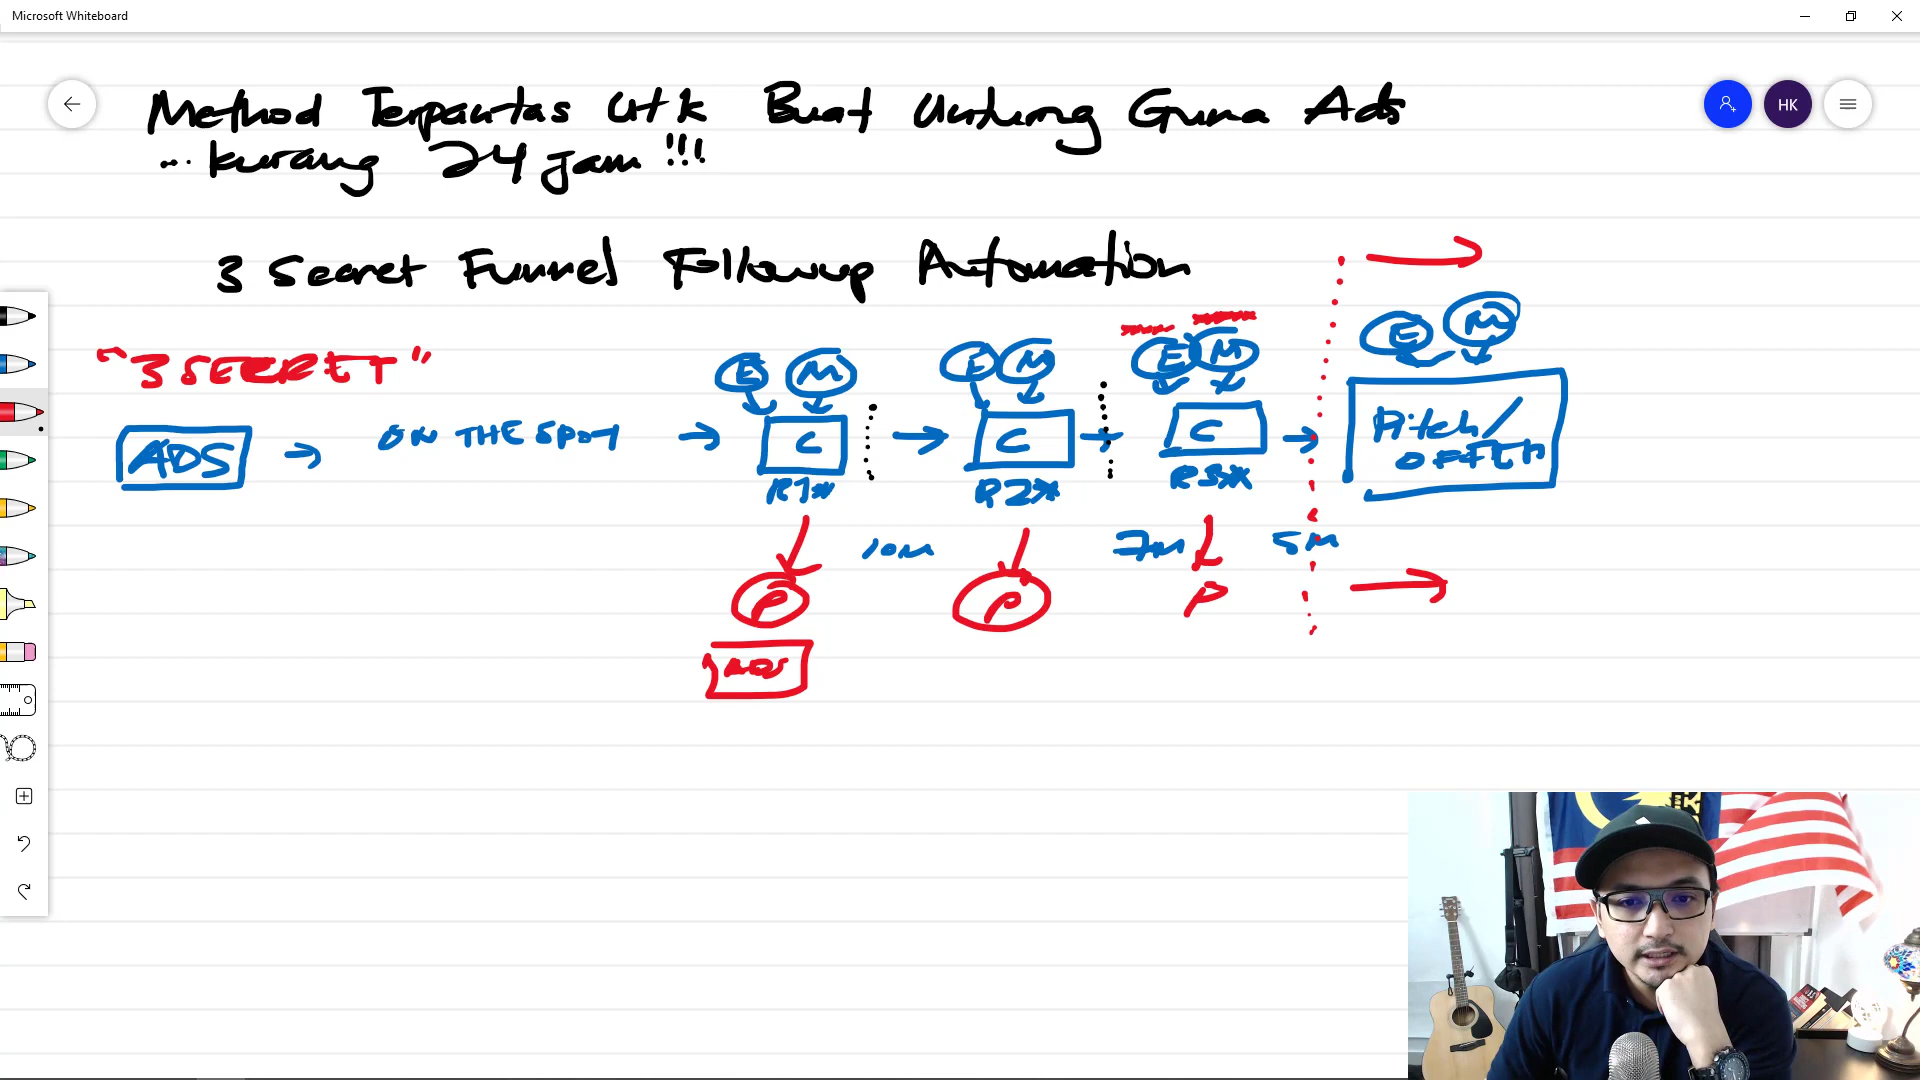 Microsoft Whiteboard
HK
Method Terpantas Utk Buat Untung Guna Ads
... kurang 24 jam !!!
3 Secret Funnel Followup Automation
"3 SECRET"
E M E M E M E M
ADS → ON THE SPOT → C → C → C → Pitch/
OFFER
R1* R2* R3*
10M 7M 5M
P P P
ADS